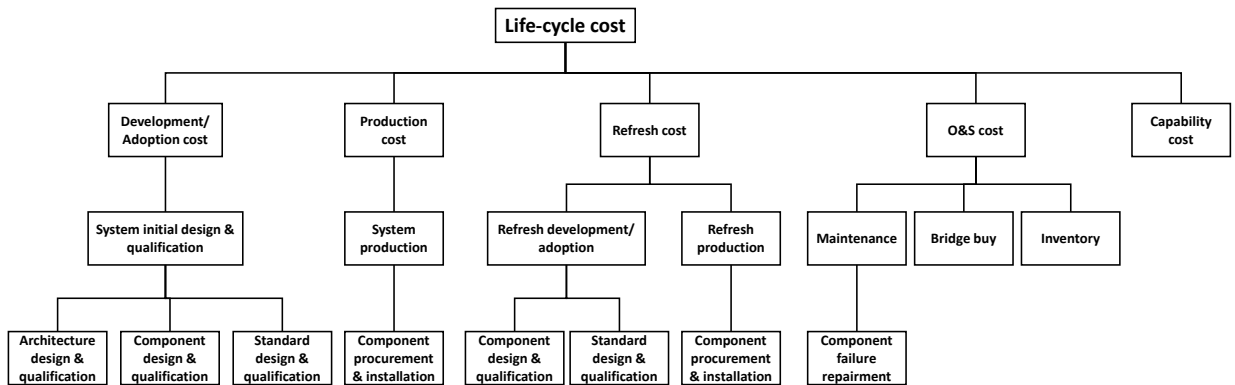 Life-cycle cost
Development/
Adoption cost
Production
cost
Refresh cost
O&S cost
Capability
cost
System initial design &
qualification
System
production
Refresh development/
adoption
Refresh
production
Maintenance
Bridge buy
Inventory
Architecture
design &
qualification
Component
design &
qualification
Standard
design &
qualification
Component
procurement
& installation
Component
design &
qualification
Standard
design &
qualification
Component
procurement
& installation
Component
failure
repairment